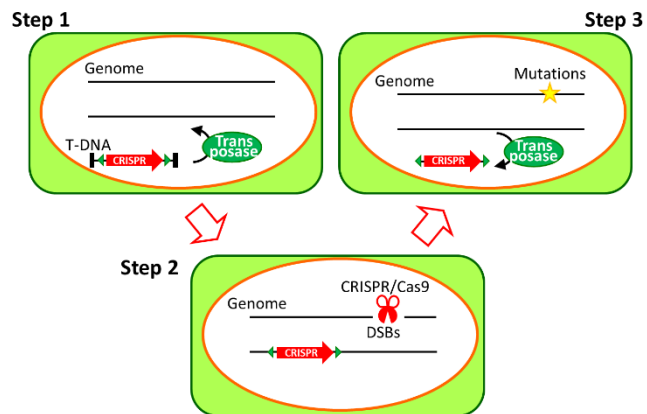 Step 1
Genome
T-DNA
CRISPR
Trans
posase
Step 2
Genome
CRISPR/Cas9
DSBs
CRISPR
Step 3
Genome
Mutations
CRISPR
Trans
posase